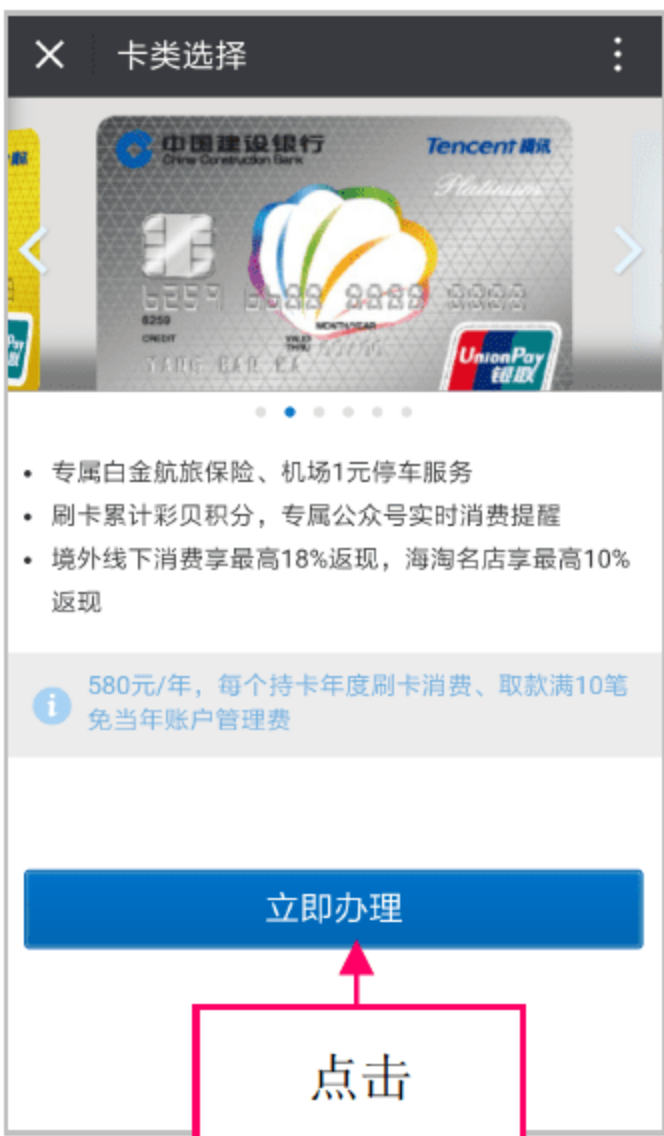 卡类选择
中国建设银行
China Construction Bank
Tencent 腾讯
Platinum
6259
CREDIT
MONTH/YEAR
VALID
THRU
UnionPay
银联
专属白金航旅保险、机场1元停车服务
刷卡累计彩贝积分，专属公众号实时消费提醒
境外线下消费享最高18%返现，海淘名店享最高10%
返现
580元/年，每个持卡年度刷卡消费、取款满10笔
免当年账户管理费
立即办理
点击